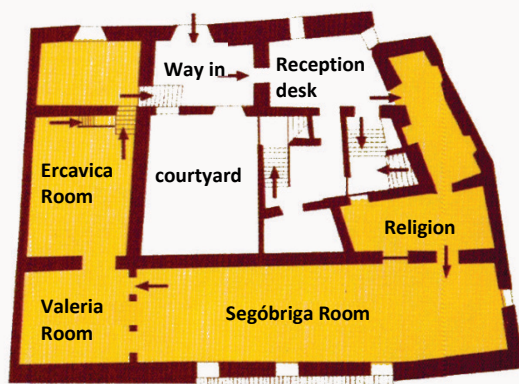 Way in
Reception
desk
Ercavica
Room
courtyard
Religion
Valeria
Room
Segóbriga Room